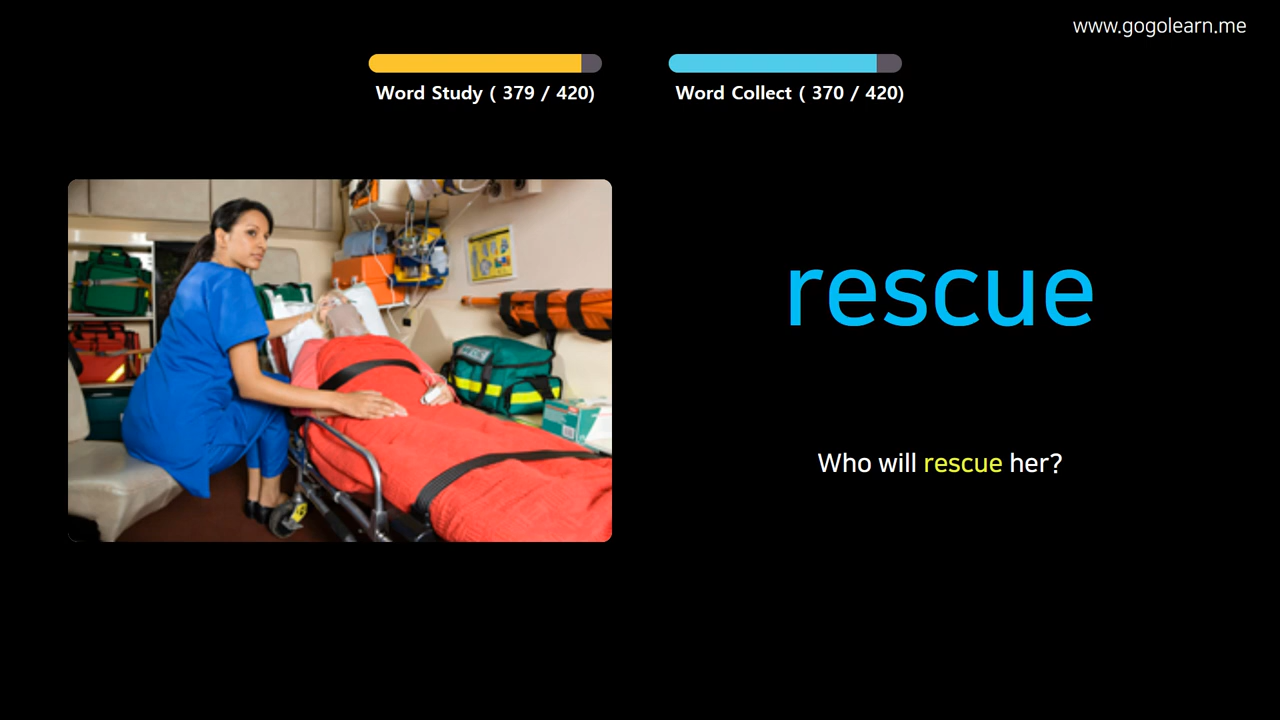 www.gogolearn.me
Word Study ( 379 / 420)
Word Collect ( 370 / 420)
rescue
Who will rescue her?